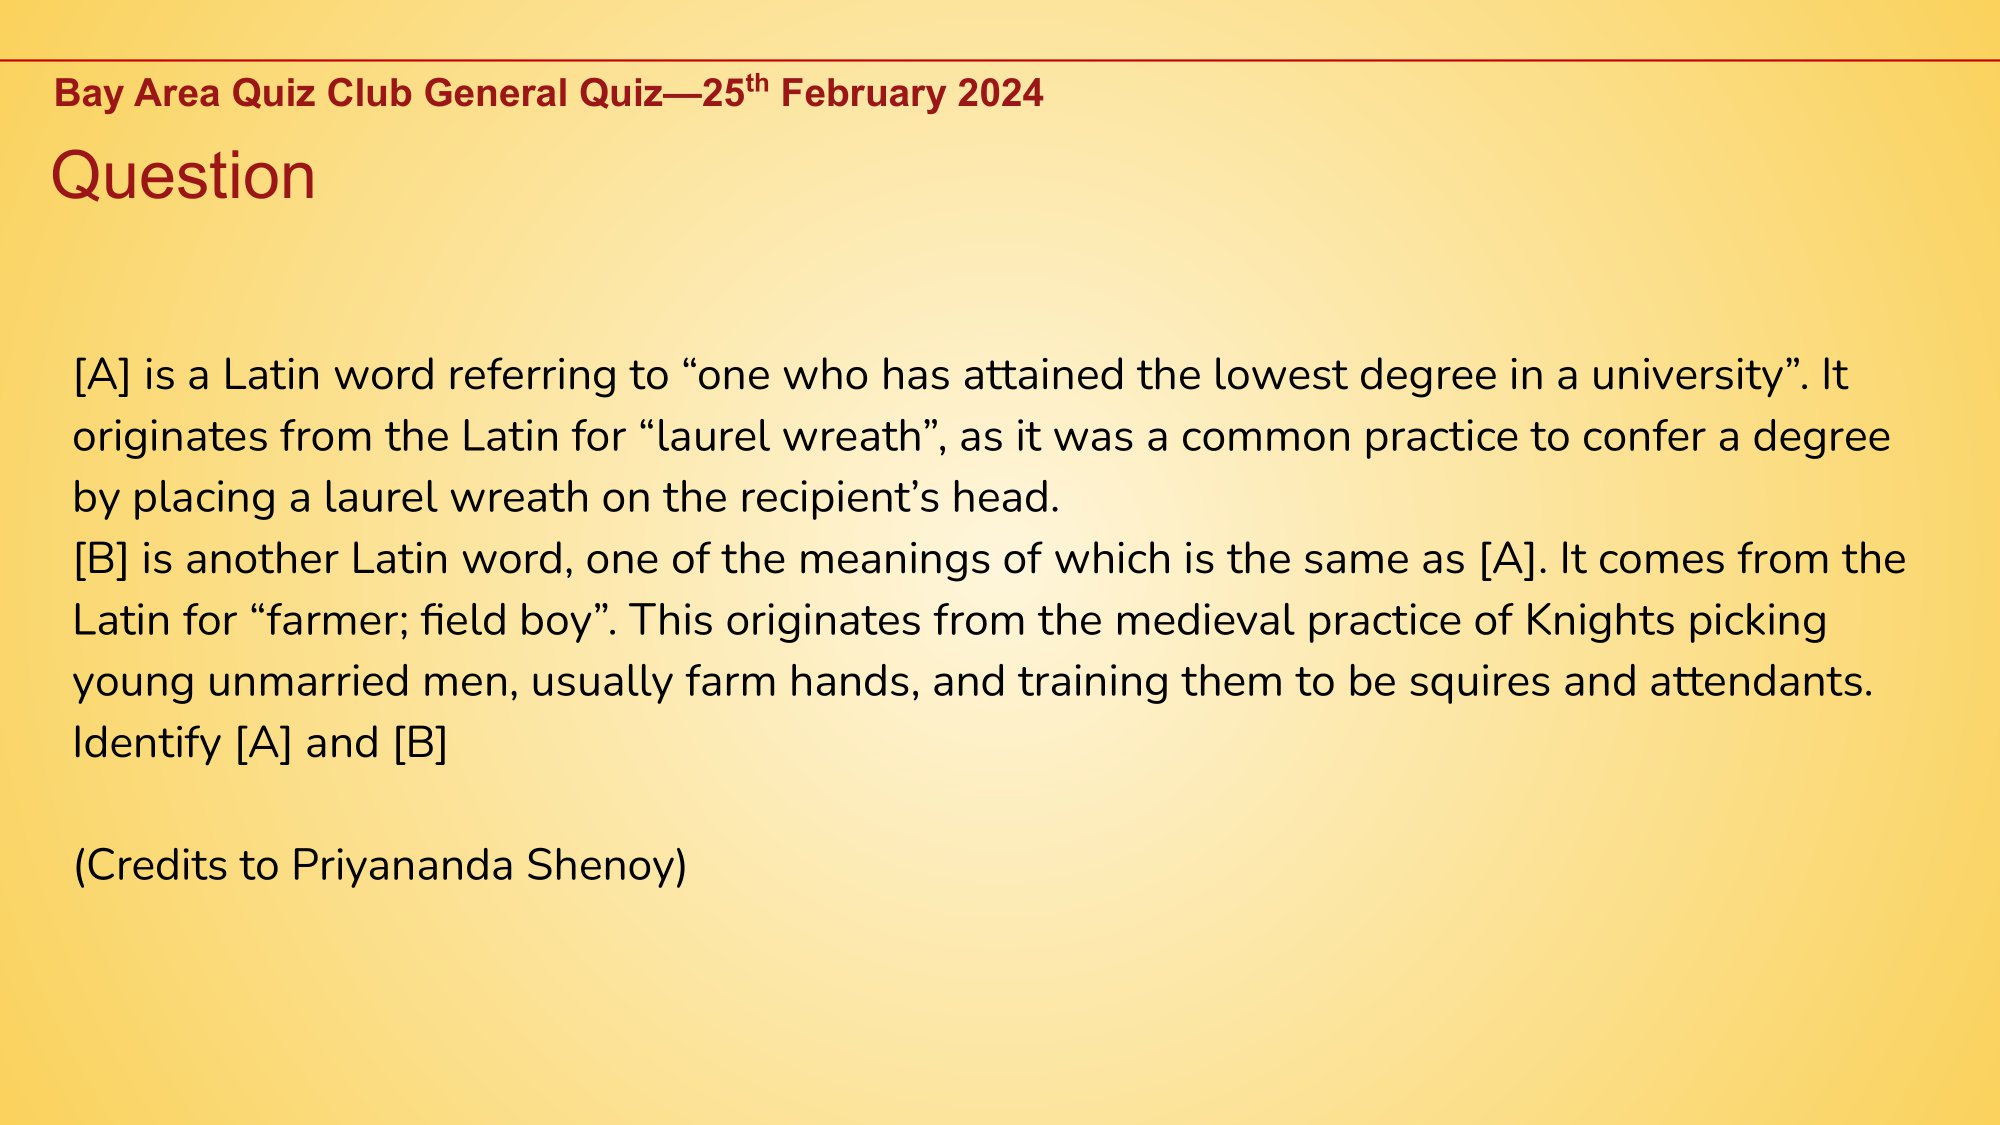 Bay Area Quiz Club General Quiz—25th February 2024
Question
[A] is a Latin word referring to “one who has attained the lowest degree in a university”. It
originates from the Latin for “laurel wreath”, as it was a common practice to confer a degree
by placing a laurel wreath on the recipient’s head.
[B] is another Latin word, one of the meanings of which is the same as [A]. It comes from the
Latin for “farmer; field boy”. This originates from the medieval practice of Knights picking
young unmarried men, usually farm hands, and training them to be squires and attendants.
Identify [A] and [B]
(Credits to Priyananda Shenoy)